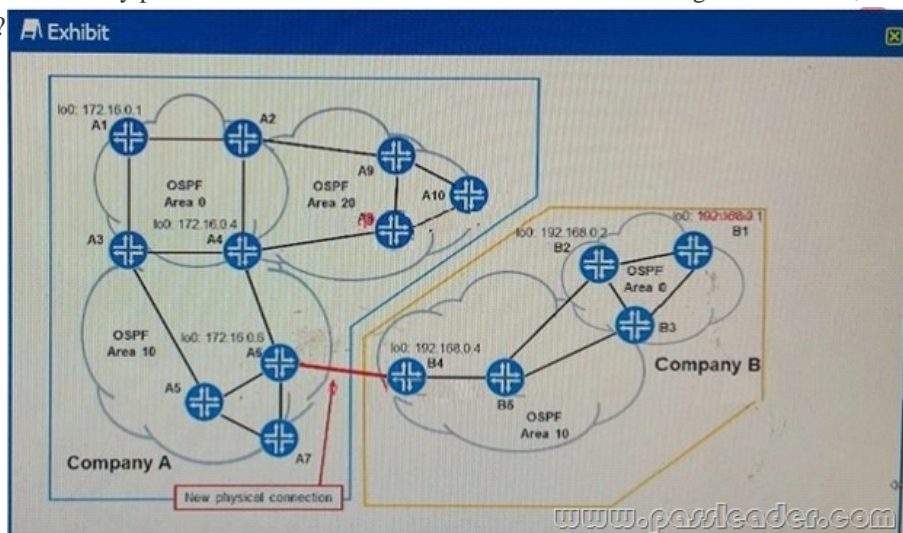 ?
Exhibit
lo0: 172.16.0.1
A1
A2
A9
OSPF
Area 0
OSPF
Area 20
A10
lo0: 172.16.0.4
A3
A4
lo0: 192.168.0.2
B2
B1
OSPF
Area 0
OSPF
Area 10
lo0: 172.16.0.6
A6
B3
lo0: 192.168.0.4
B4
Company B
A5
B5
OSPF
Area 10
A7
Company A
New physical connection
www.passleader.com